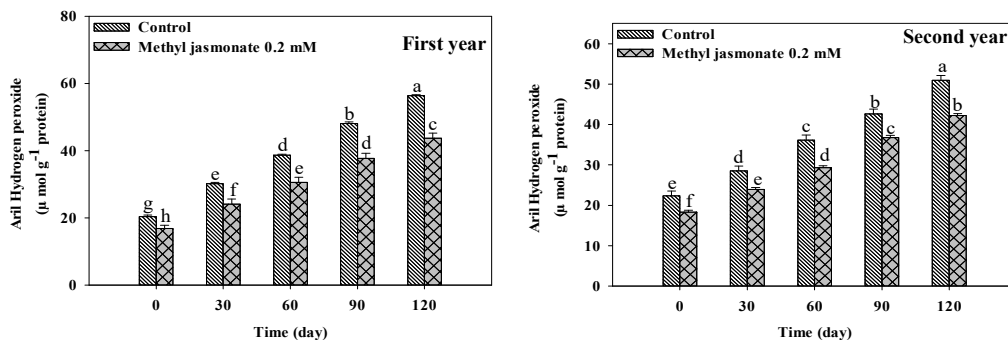 80
60
40
20
0
Aril Hydrogen peroxide
(µ mol g⁻¹ protein)
Control
Methyl jasmonate 0.2 mM
First year
g h
e f
d e
b d
a c
0 30 60 90 120
Time (day)
60
50
40
30
20
10
0
Aril Hydrogen peroxide
(µ mol g⁻¹ protein)
Control
Methyl jasmonate 0.2 mM
Second year
e f
d e
c d
b c
a b
0 30 60 90 120
Time (day)